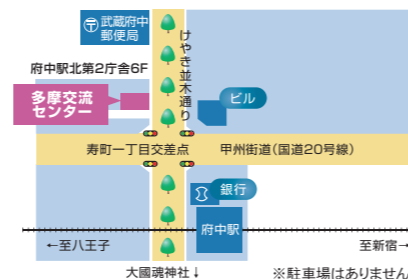 〒武蔵府中
郵便局
けやき並木通り
府中駅北第2庁舎6F
多摩交流
センター
ビル
寿町一丁目交差点
甲州街道(国道20号線)
銀行
府中駅
←至八王子
至新宿→
大國魂神社↓
※駐車場はありません